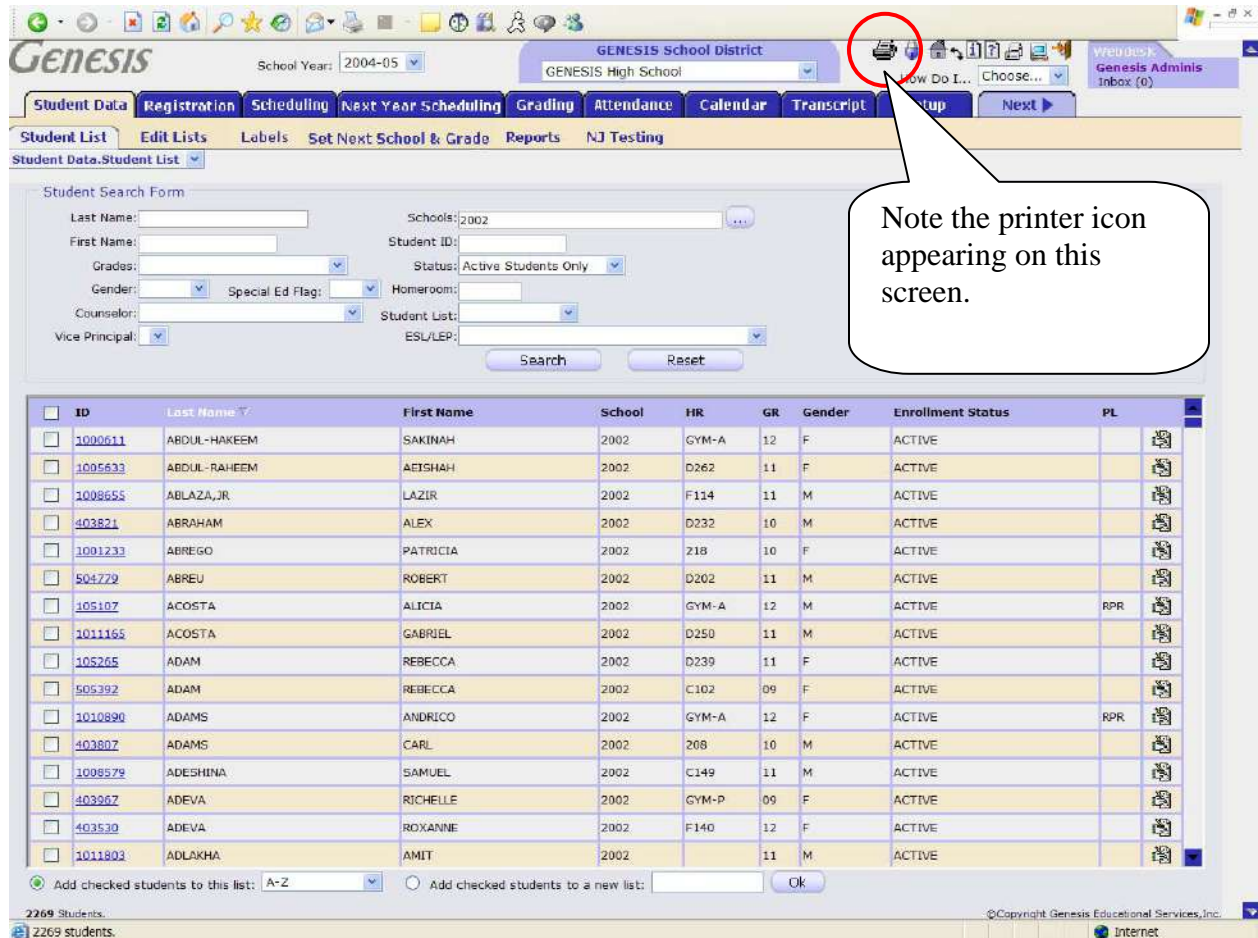 GENESIS
School Year: 2004-05
GENESIS School District
GENESIS High School
How Do I... Choose...
Webdesk
Genesis Adminis
Inbox (0)
Student Data Registration Scheduling Next Year Scheduling Grading Attendance Calendar Transcript Next
Student List Edit Lists Labels Set Next School & Grade Reports NJ Testing
Student Data.Student List
Note the printer icon
appearing on this
screen.
Student Search Form
Last Name: Schools: 2002 ...
First Name: Student ID:
Grades: Status: Active Students Only
Gender: Special Ed Flag: Homeroom:
Counselor: Student List:
Vice Principal: ESL/LEP:
Search Reset
ID Last Name First Name School HR GR Gender Enrollment Status PL
1000611 ABDUL-HAKEEM SAKINAH 2002 GYM-A 12 F ACTIVE
1005633 ABDUL-RAHEEM AEISHAH 2002 D262 11 F ACTIVE
1008655 ABLAZA,JR LAZIR 2002 F114 11 M ACTIVE
403821 ABRAHAM ALEX 2002 D232 10 M ACTIVE
1001233 ABREGO PATRICIA 2002 218 10 F ACTIVE
504779 ABREU ROBERT 2002 D202 11 M ACTIVE
105107 ACOSTA ALICIA 2002 GYM-A 12 M ACTIVE RPR
1011165 ACOSTA GABRIEL 2002 D250 11 M ACTIVE
105265 ADAM REBECCA 2002 D239 11 F ACTIVE
505392 ADAM REBECCA 2002 C102 09 F ACTIVE
1010890 ADAMS ANDRICO 2002 GYM-A 12 F ACTIVE RPR
403807 ADAMS CARL 2002 208 10 M ACTIVE
1008579 ADESHINA SAMUEL 2002 C149 11 M ACTIVE
403967 ADEVA RICHELLE 2002 GYM-P 09 F ACTIVE
403530 ADEVA ROXANNE 2002 F140 12 F ACTIVE
1011803 ADLAKHA AMIT 2002 11 M ACTIVE
Add checked students to this list: A-Z Add checked students to a new list: Ok
2269 Students. ©Copyright Genesis Educational Services,Inc.
2269 students. Internet